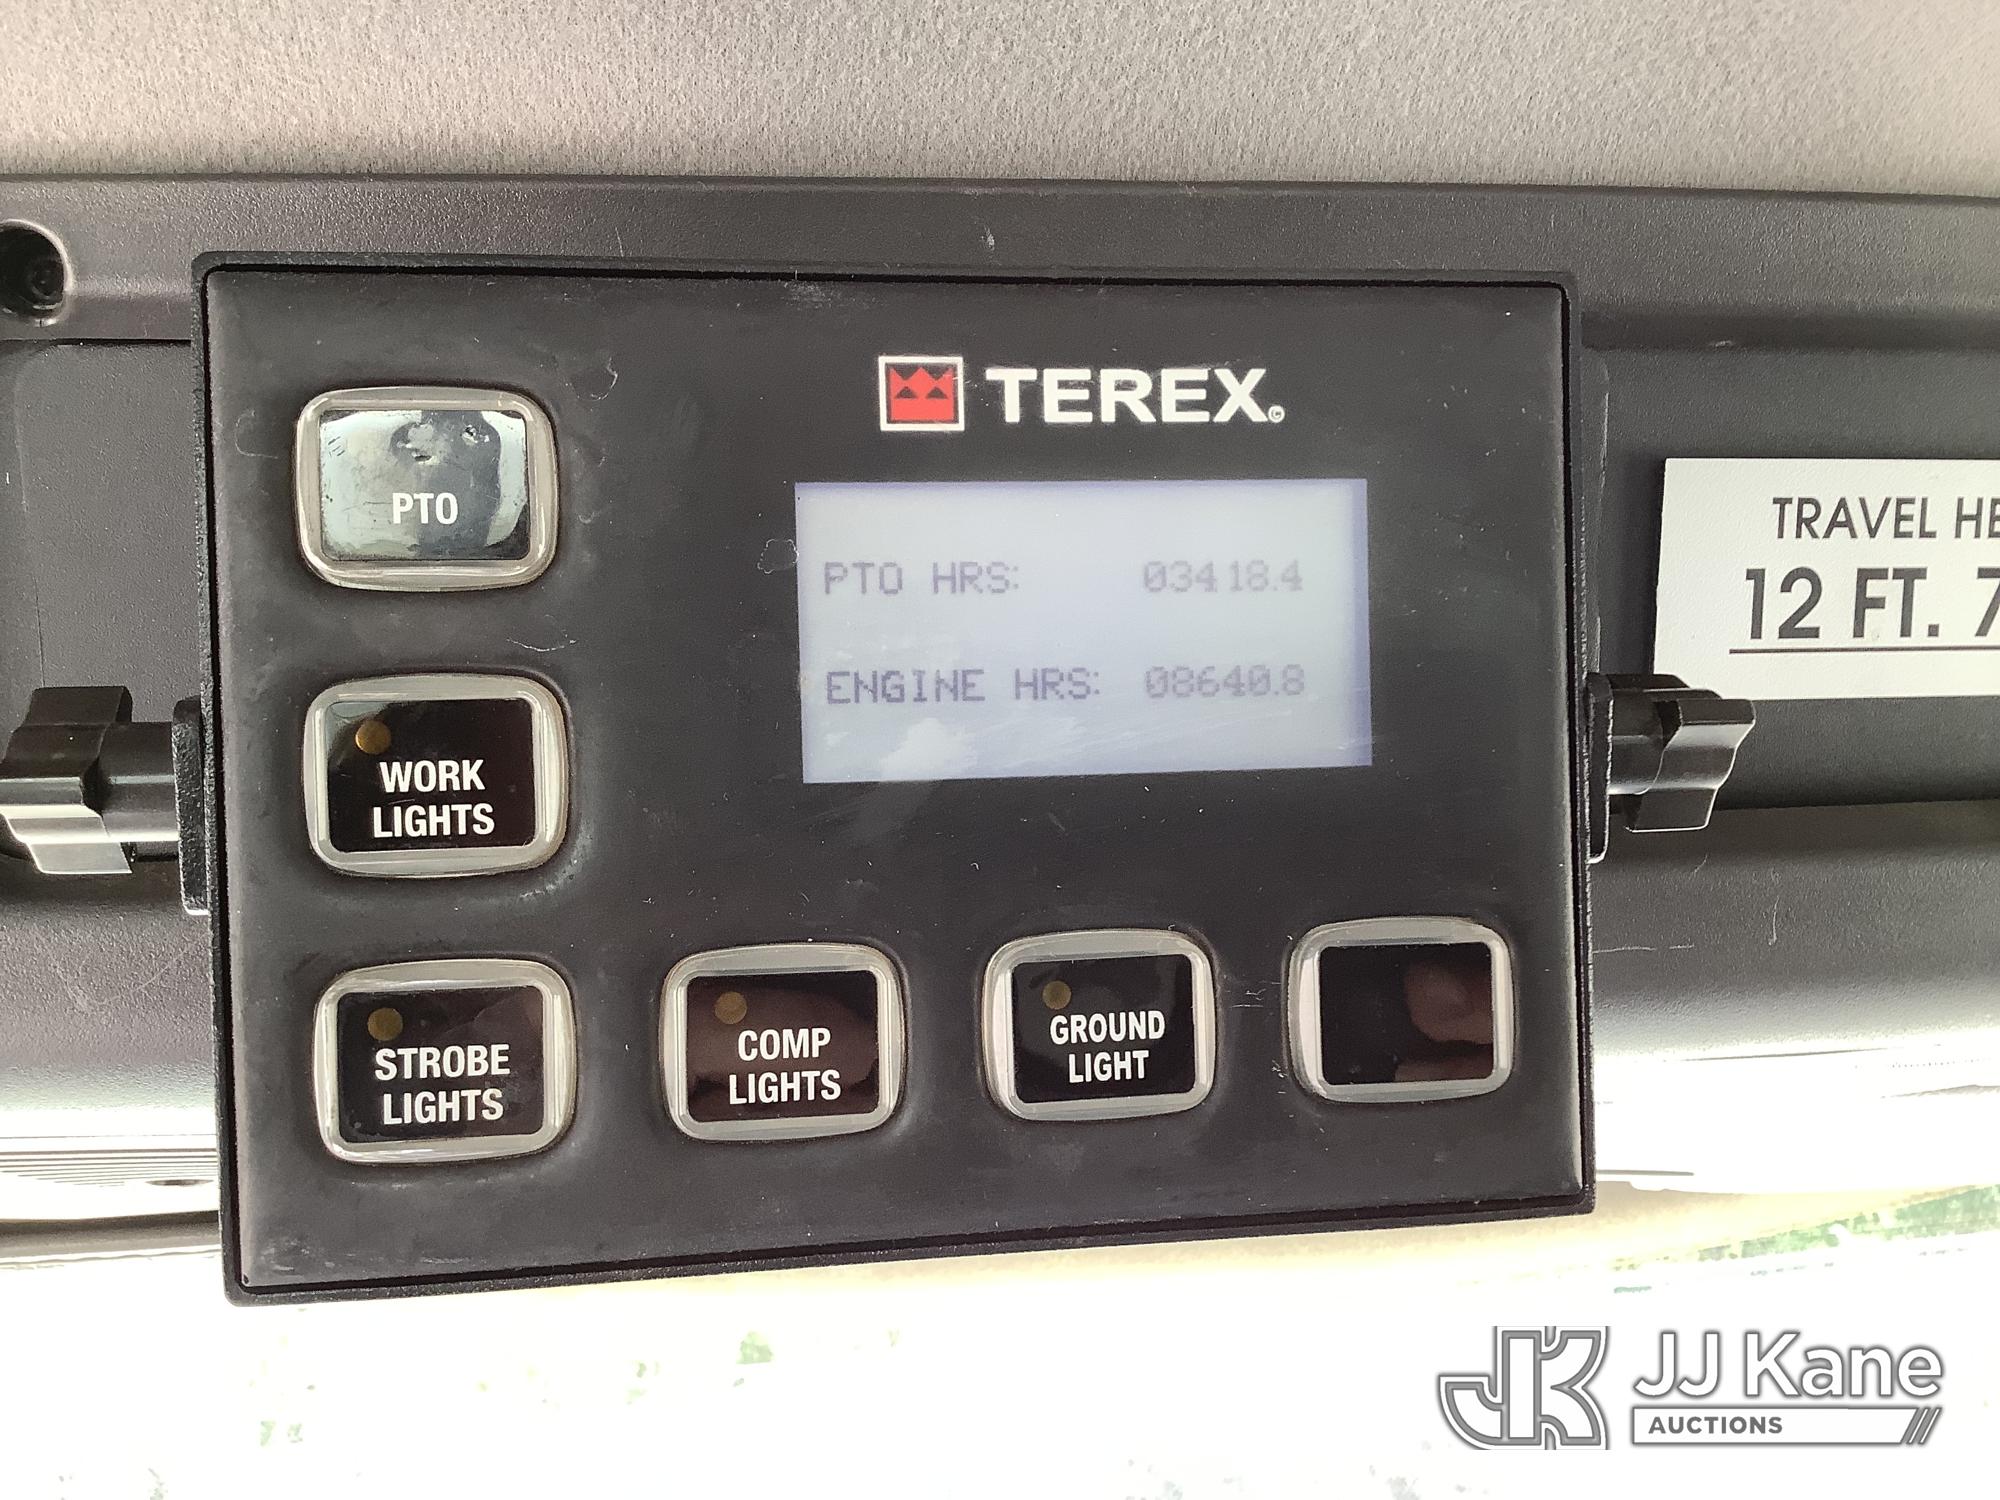 TEREX©
PTO
PTO HRS: 03418.4
ENGINE HRS: 08640.8
TRAVEL HE
12 FT. 7
WORK
LIGHTS
STROBE
LIGHTS
COMP
LIGHTS
GROUND
LIGHT
JK
JJ Kane
AUCTIONS